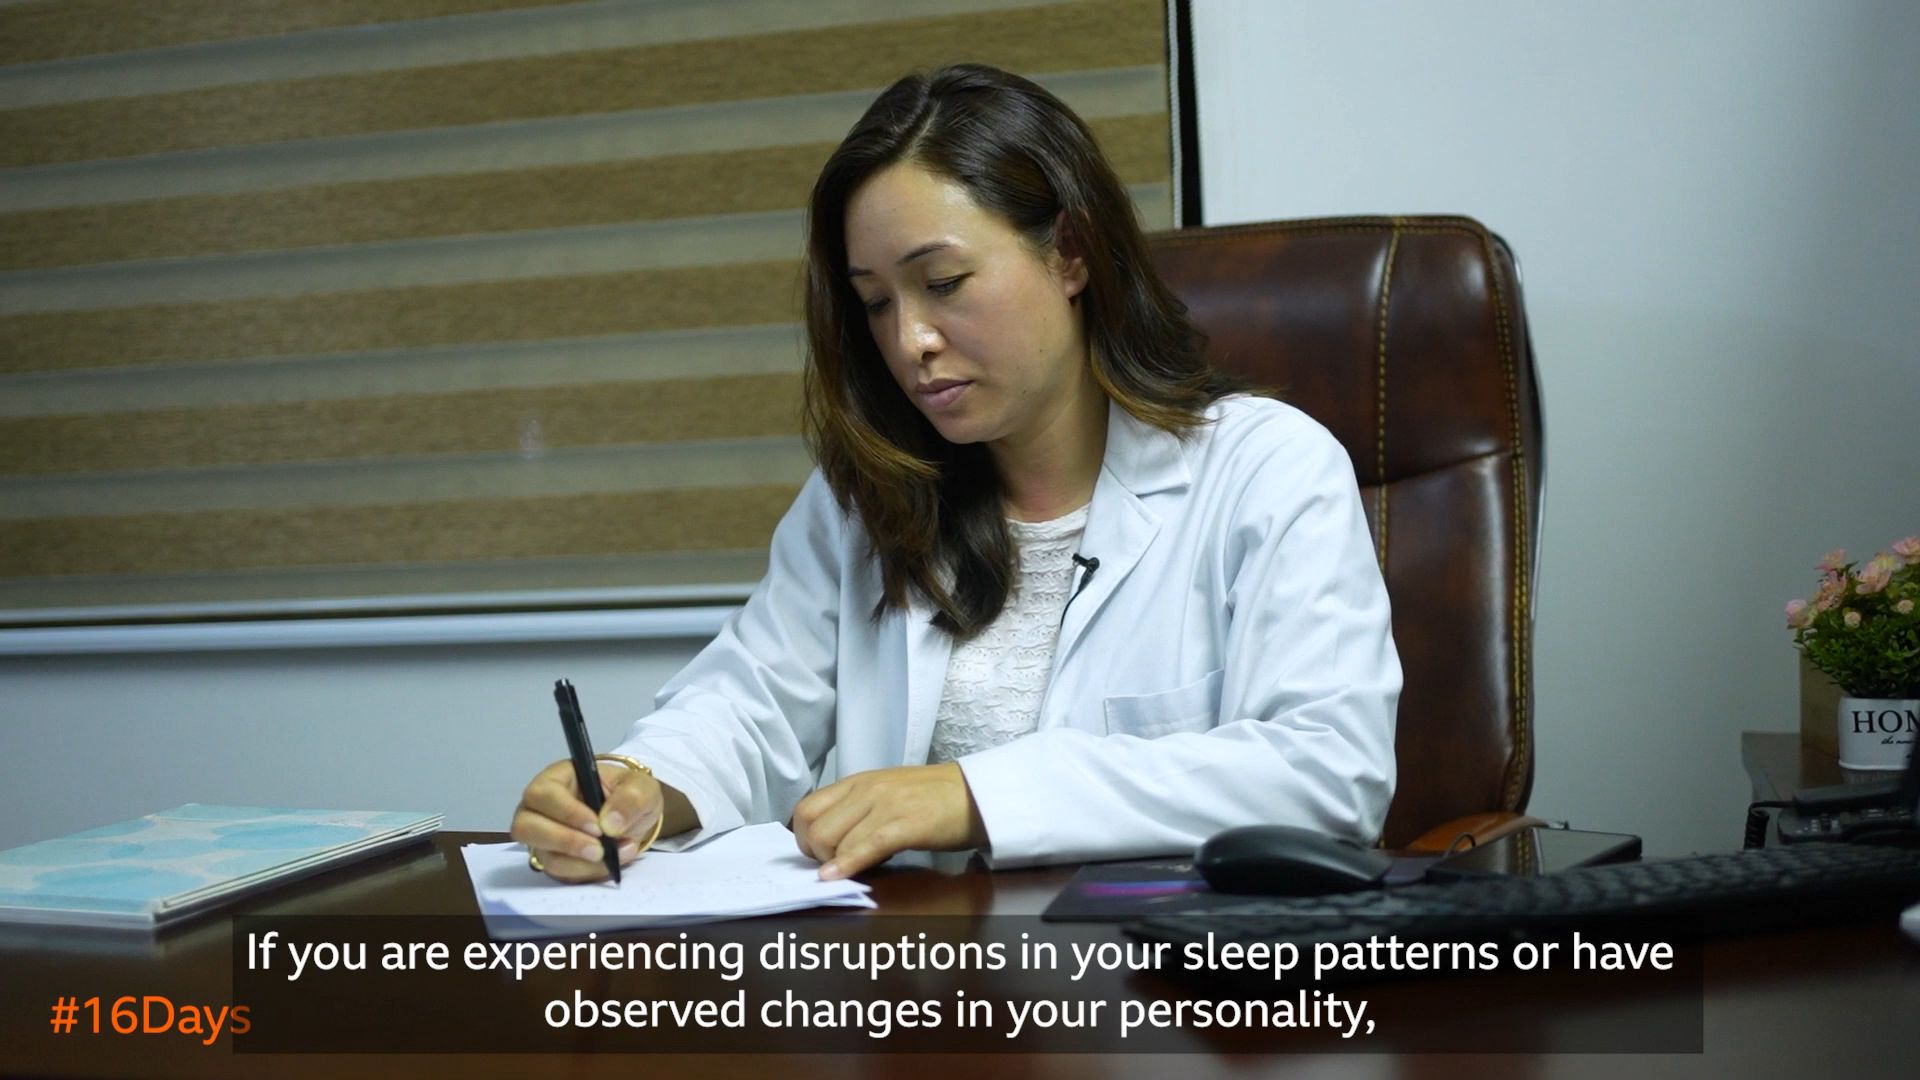 HOM
If you are experiencing disruptions in your sleep patterns or have
observed changes in your personality,
#16Days